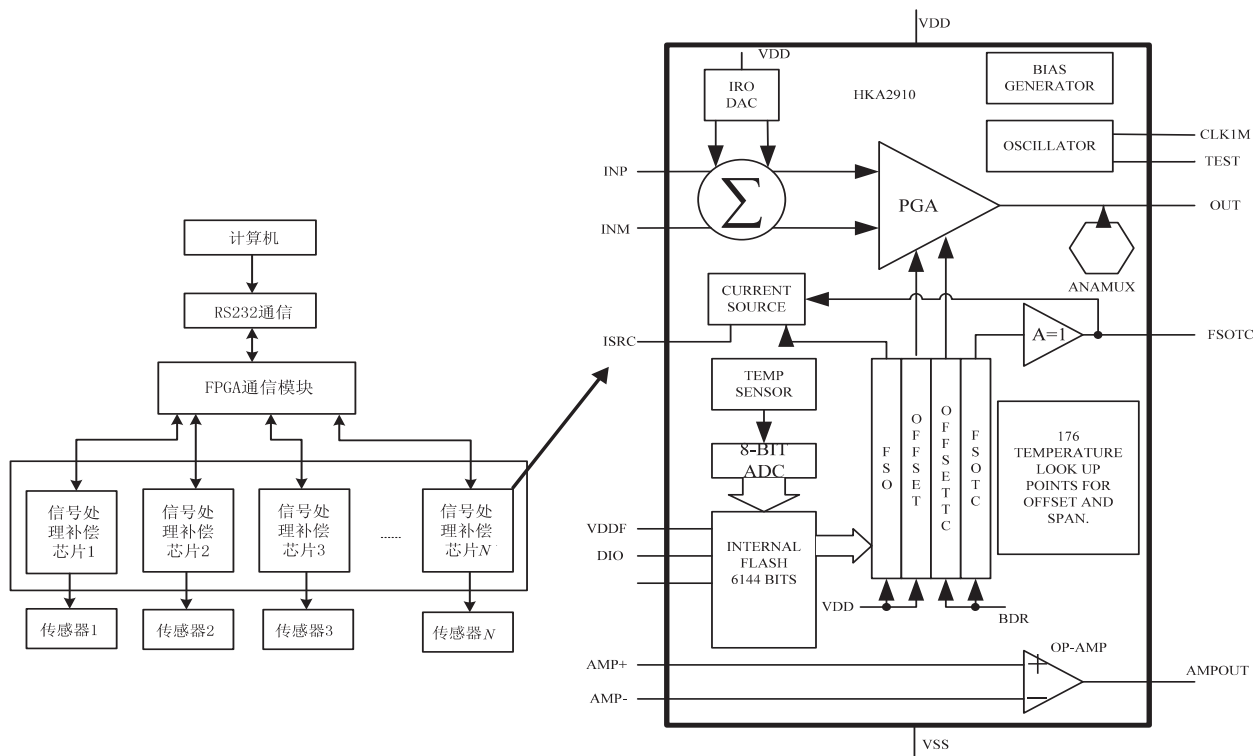 计算机
RS232通信
FPGA通信模块
信号处
理补偿
芯片1
信号处
理补偿
芯片2
信号处
理补偿
芯片3
......
信号处
理补偿
芯片N
传感器1
传感器2
传感器3
传感器N
VDD
VDD
IRO
DAC
HKA2910
BIAS
GENERATOR
OSCILLATOR
CLK1M
TEST
INP
INM
Σ
PGA
OUT
ANAMUX
CURRENT
SOURCE
ISRC
A=1
FSOTC
TEMP
SENSOR
8-BIT
ADC
FSO
OFFSET
OFFSETTC
FSOTC
176
TEMPERATURE
LOOK UP
POINTS FOR
OFFSET AND
SPAN.
VDDF
DIO
INTERNAL
FLASH
6144 BITS
VDD
BDR
OP-AMP
AMP+
AMP-
+
−
AMPOUT
VSS